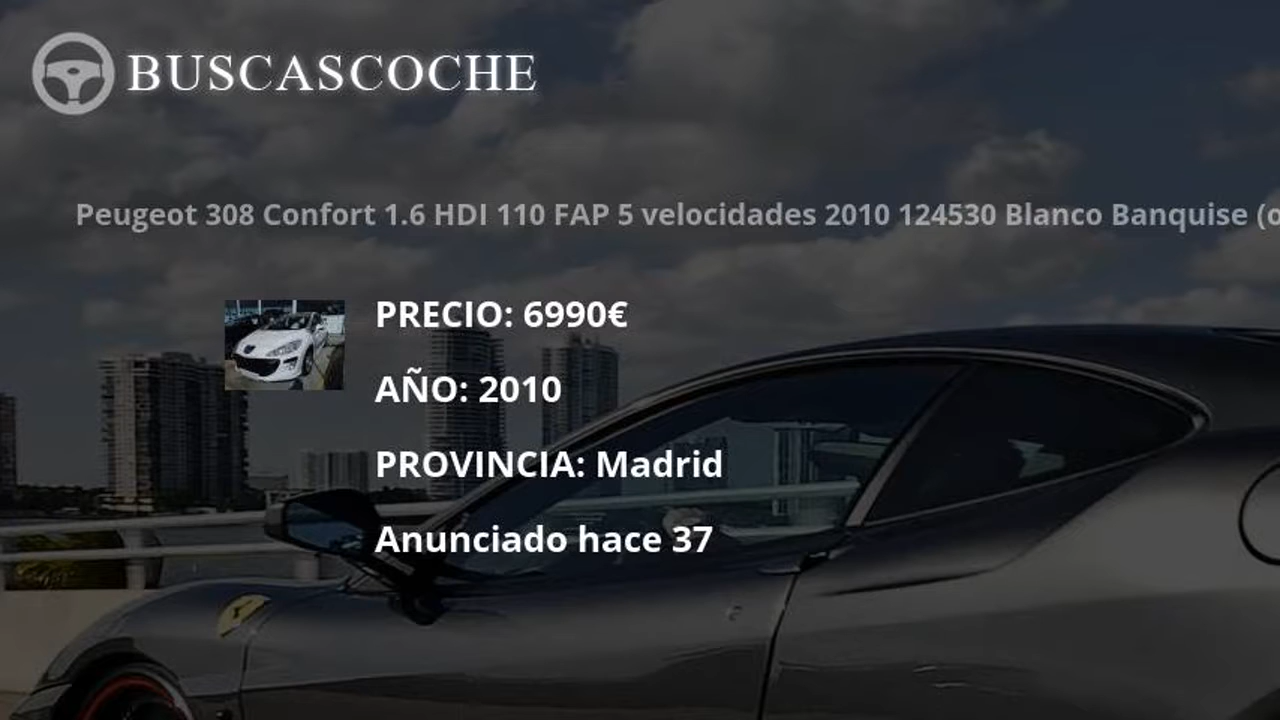 BUSCASCOCHE
Peugeot 308 Confort 1.6 HDI 110 FAP 5 velocidades 2010 124530 Blanco Banquise (o
PRECIO: 6990€
AÑO: 2010
PROVINCIA: Madrid
Anunciado hace 37